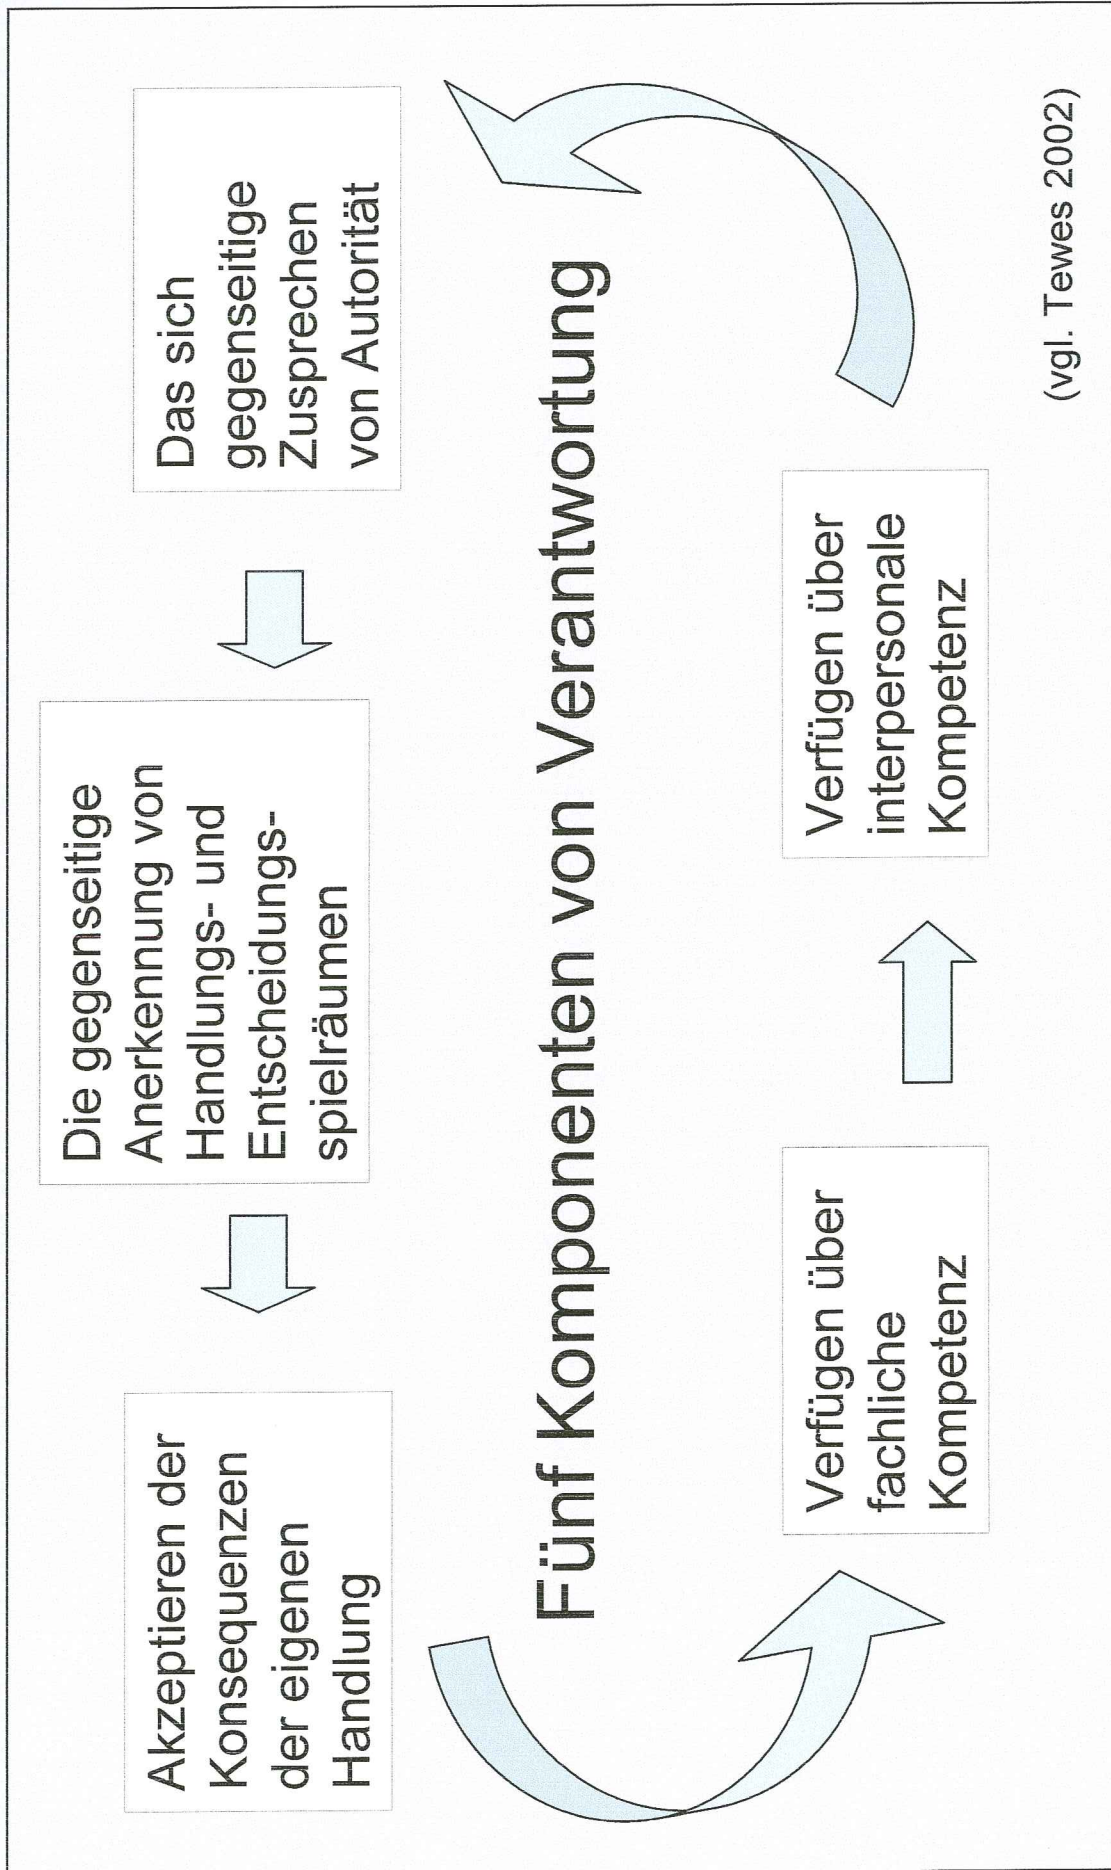 Akzeptieren der
Konsequenzen
der eigenen
Handlung
Die gegenseitige
Anerkennung von
Handlungs- und
Entscheidungs-
spielräumen
Das sich
gegenseitige
Zusprechen
von Autorität
Fünf Komponenten von Verantwortung
Verfügen über
fachliche
Kompetenz
Verfügen über
interpersonale
Kompetenz
(vgl. Tewes 2002)